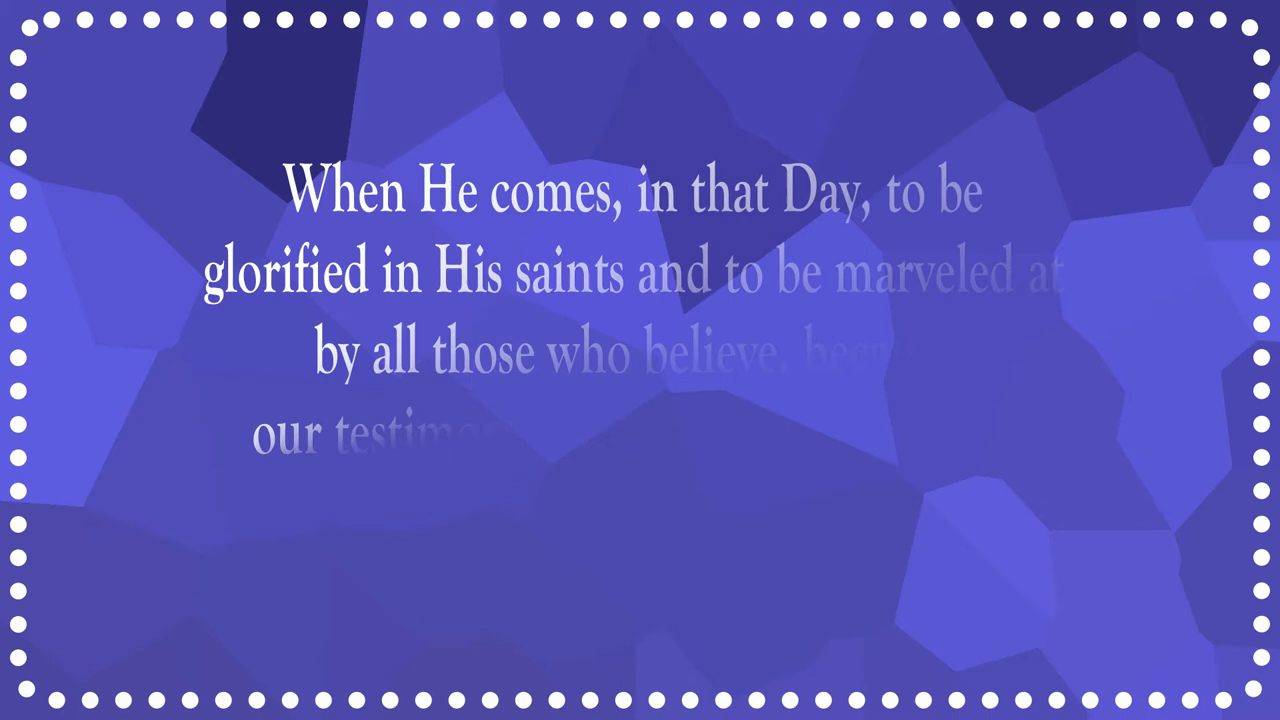 When He comes, in that Day, to be
glorified in His saints and to be marveled at
by all those who believe,
our